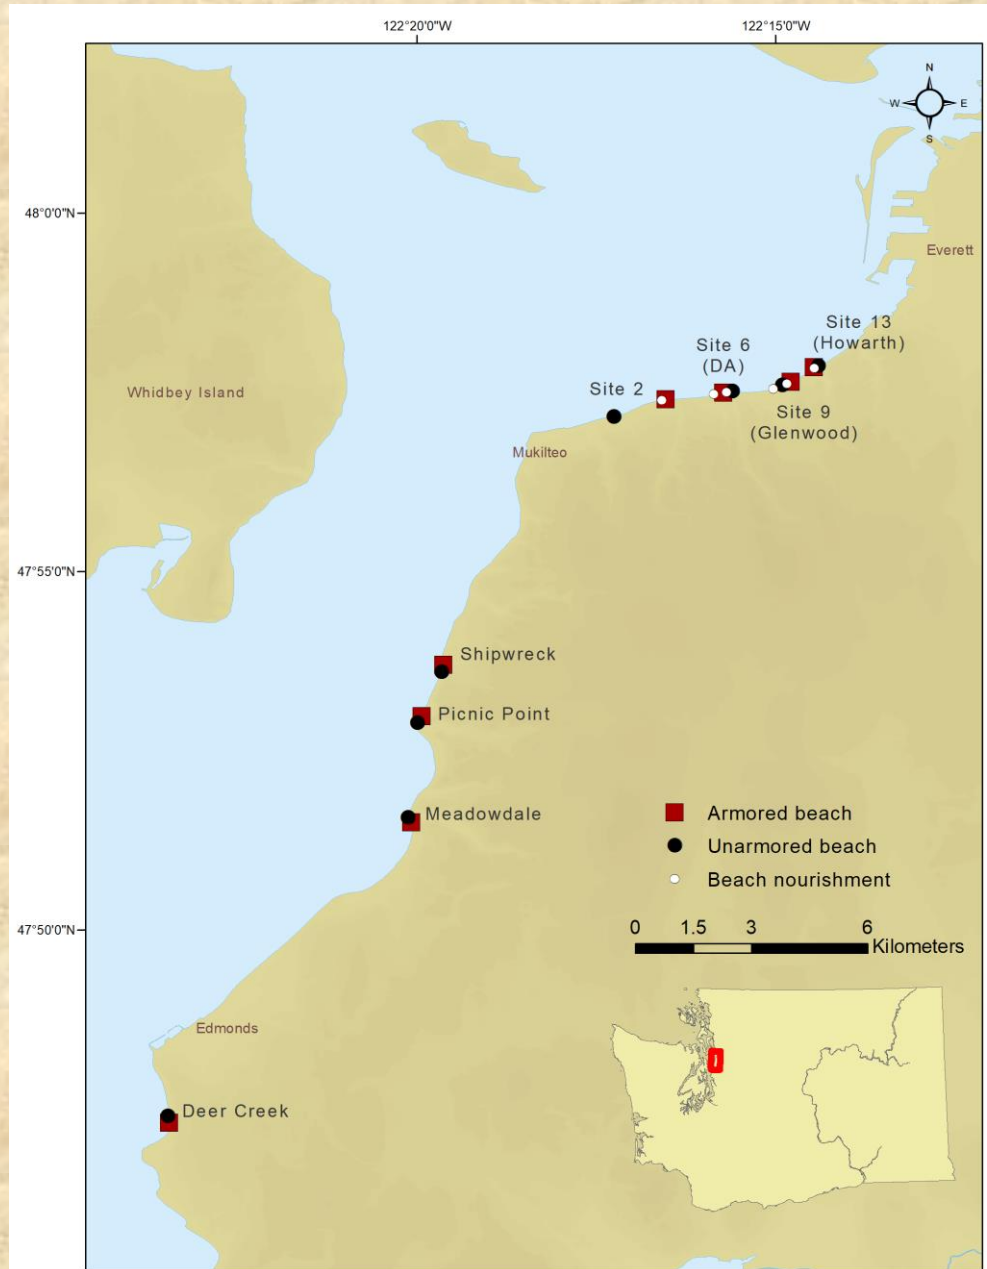 122°20'0"W
122°15'0"W
N
W
E
S
48°0'0"N
Everett
Site 13
(Howarth)
Site 6
(DA)
Site 2
Whidbey Island
Site 9
(Glenwood)
Mukilteo
47°55'0"N
Shipwreck
Picnic Point
Meadowdale
Armored beach
Unarmored beach
Beach nourishment
47°50'0"N
0 1.5 3 6
Kilometers
Edmonds
Deer Creek